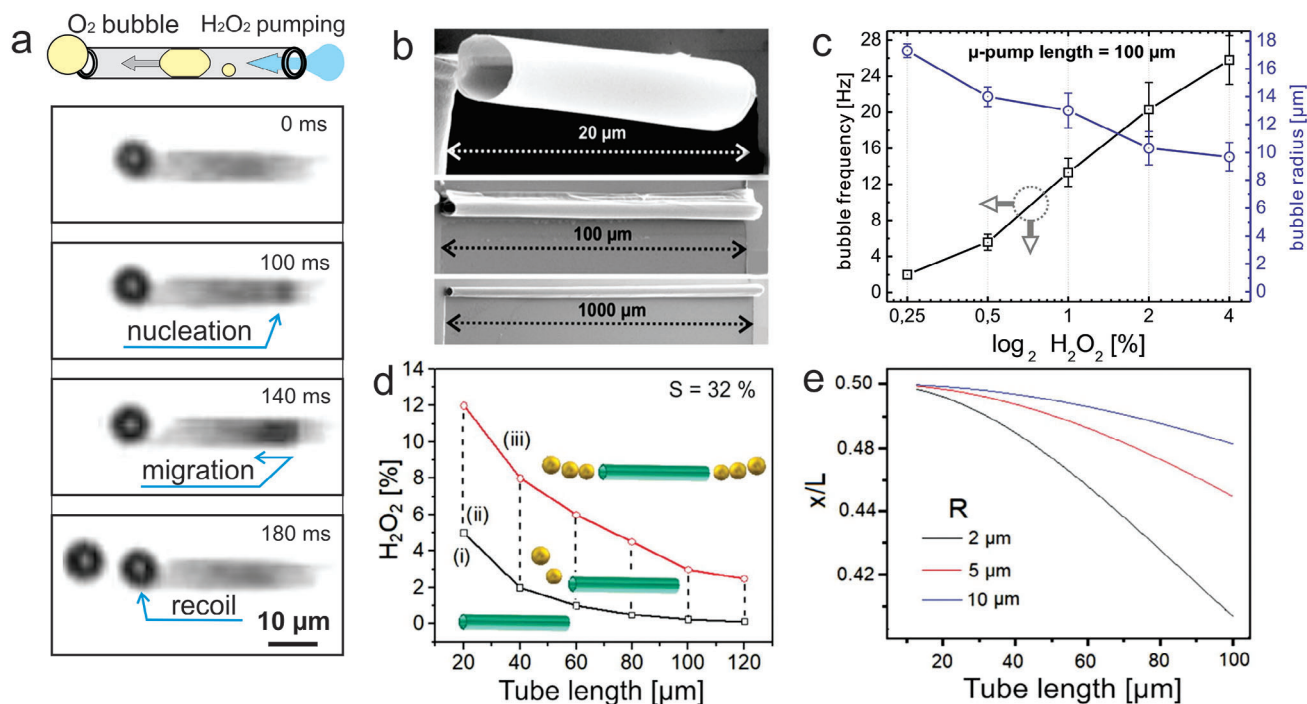 a
O₂ bubble
H₂O₂ pumping
0 ms
100 ms
nucleation
140 ms
migration
180 ms
recoil
10 µm
b
20 µm
100 µm
1000 µm
c
µ-pump length = 100 µm
bubble frequency [Hz]
28
24
20
16
12
8
4
0
18
16
14
12
10
8
6
4
2
0
bubble radius [µm]
0,25
0,5
1
2
4
log₂ H₂O₂ [%]
d
S = 32 %
H₂O₂ [%]
14
12
10
8
6
4
2
0
(iii)
(ii)
(i)
20
40
60
80
100
120
Tube length [µm]
e
x/L
0.50
0.48
0.44
0.42
R
2 µm
5 µm
10 µm
20
40
60
80
100
Tube length [µm]